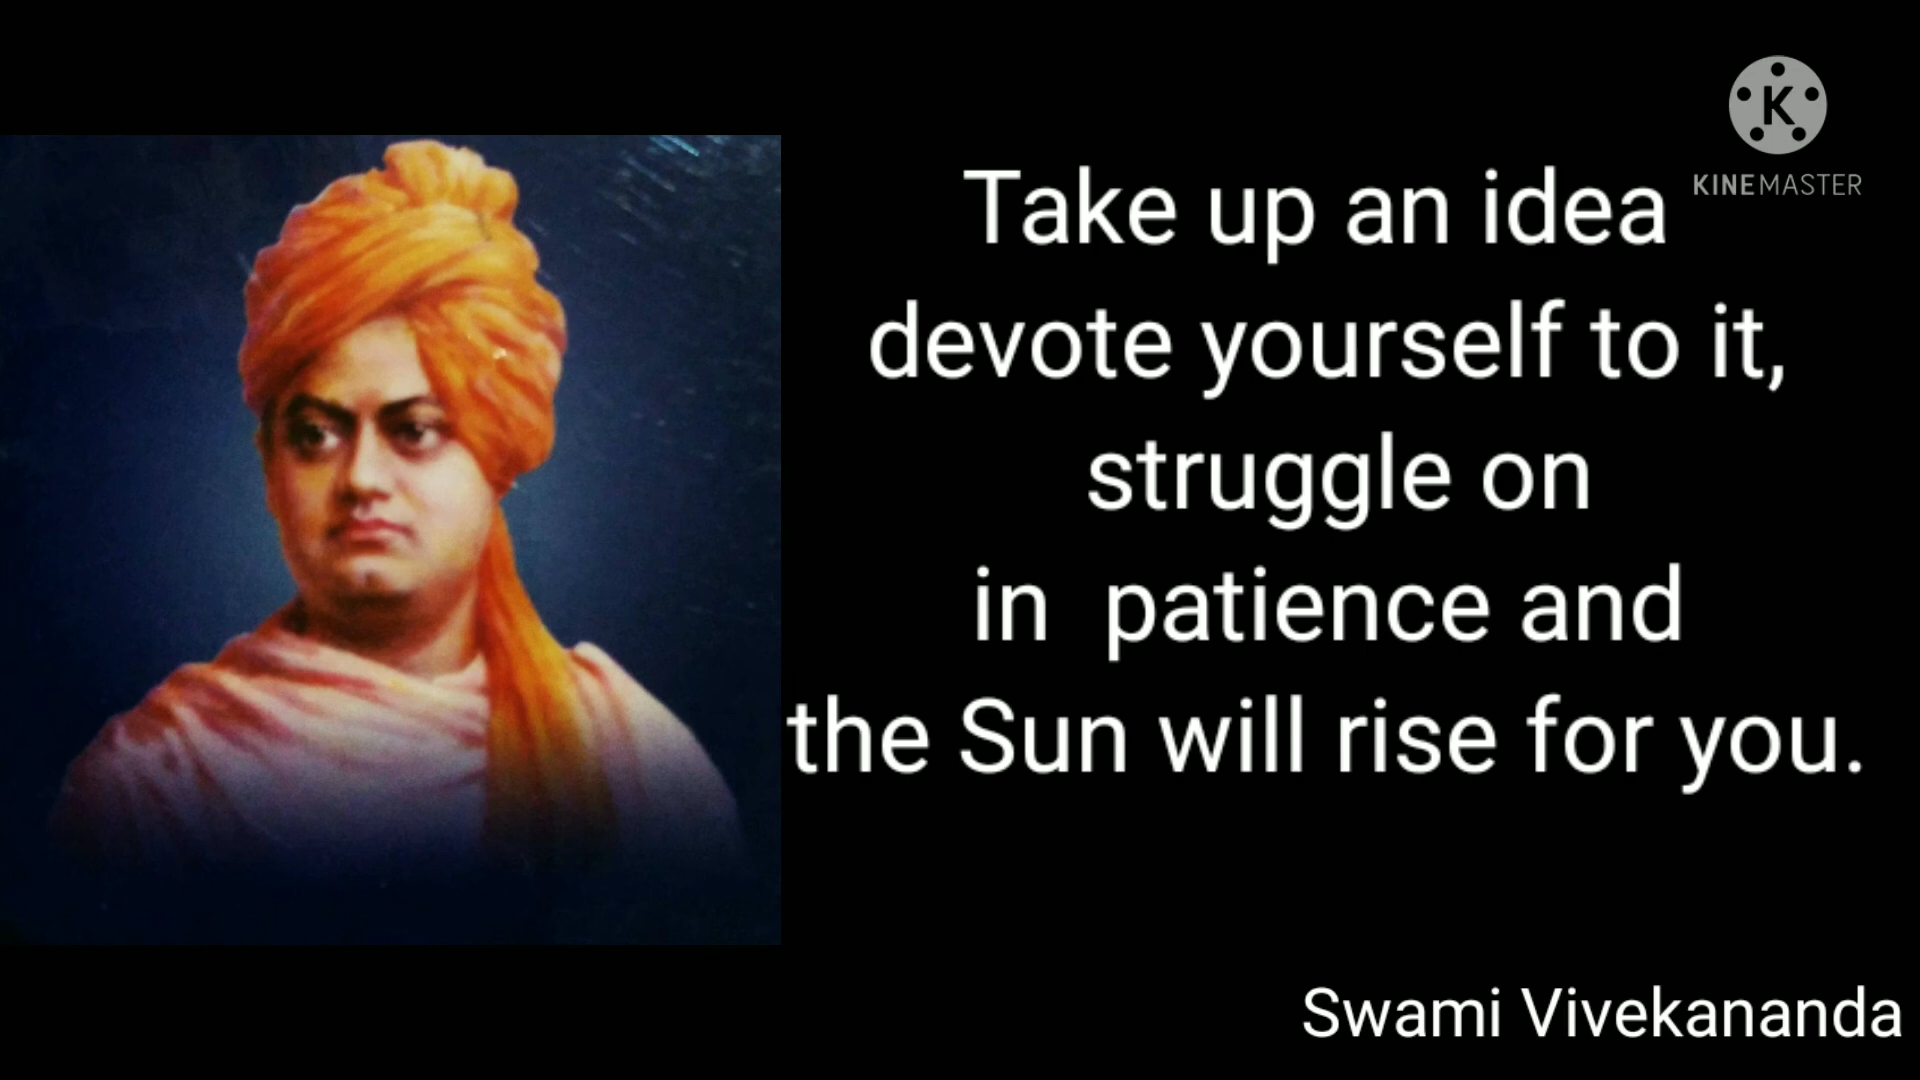 K
KINEMASTER
Take up an idea
devote yourself to it,
struggle on
in  patience and
the Sun will rise for you.
Swami Vivekananda